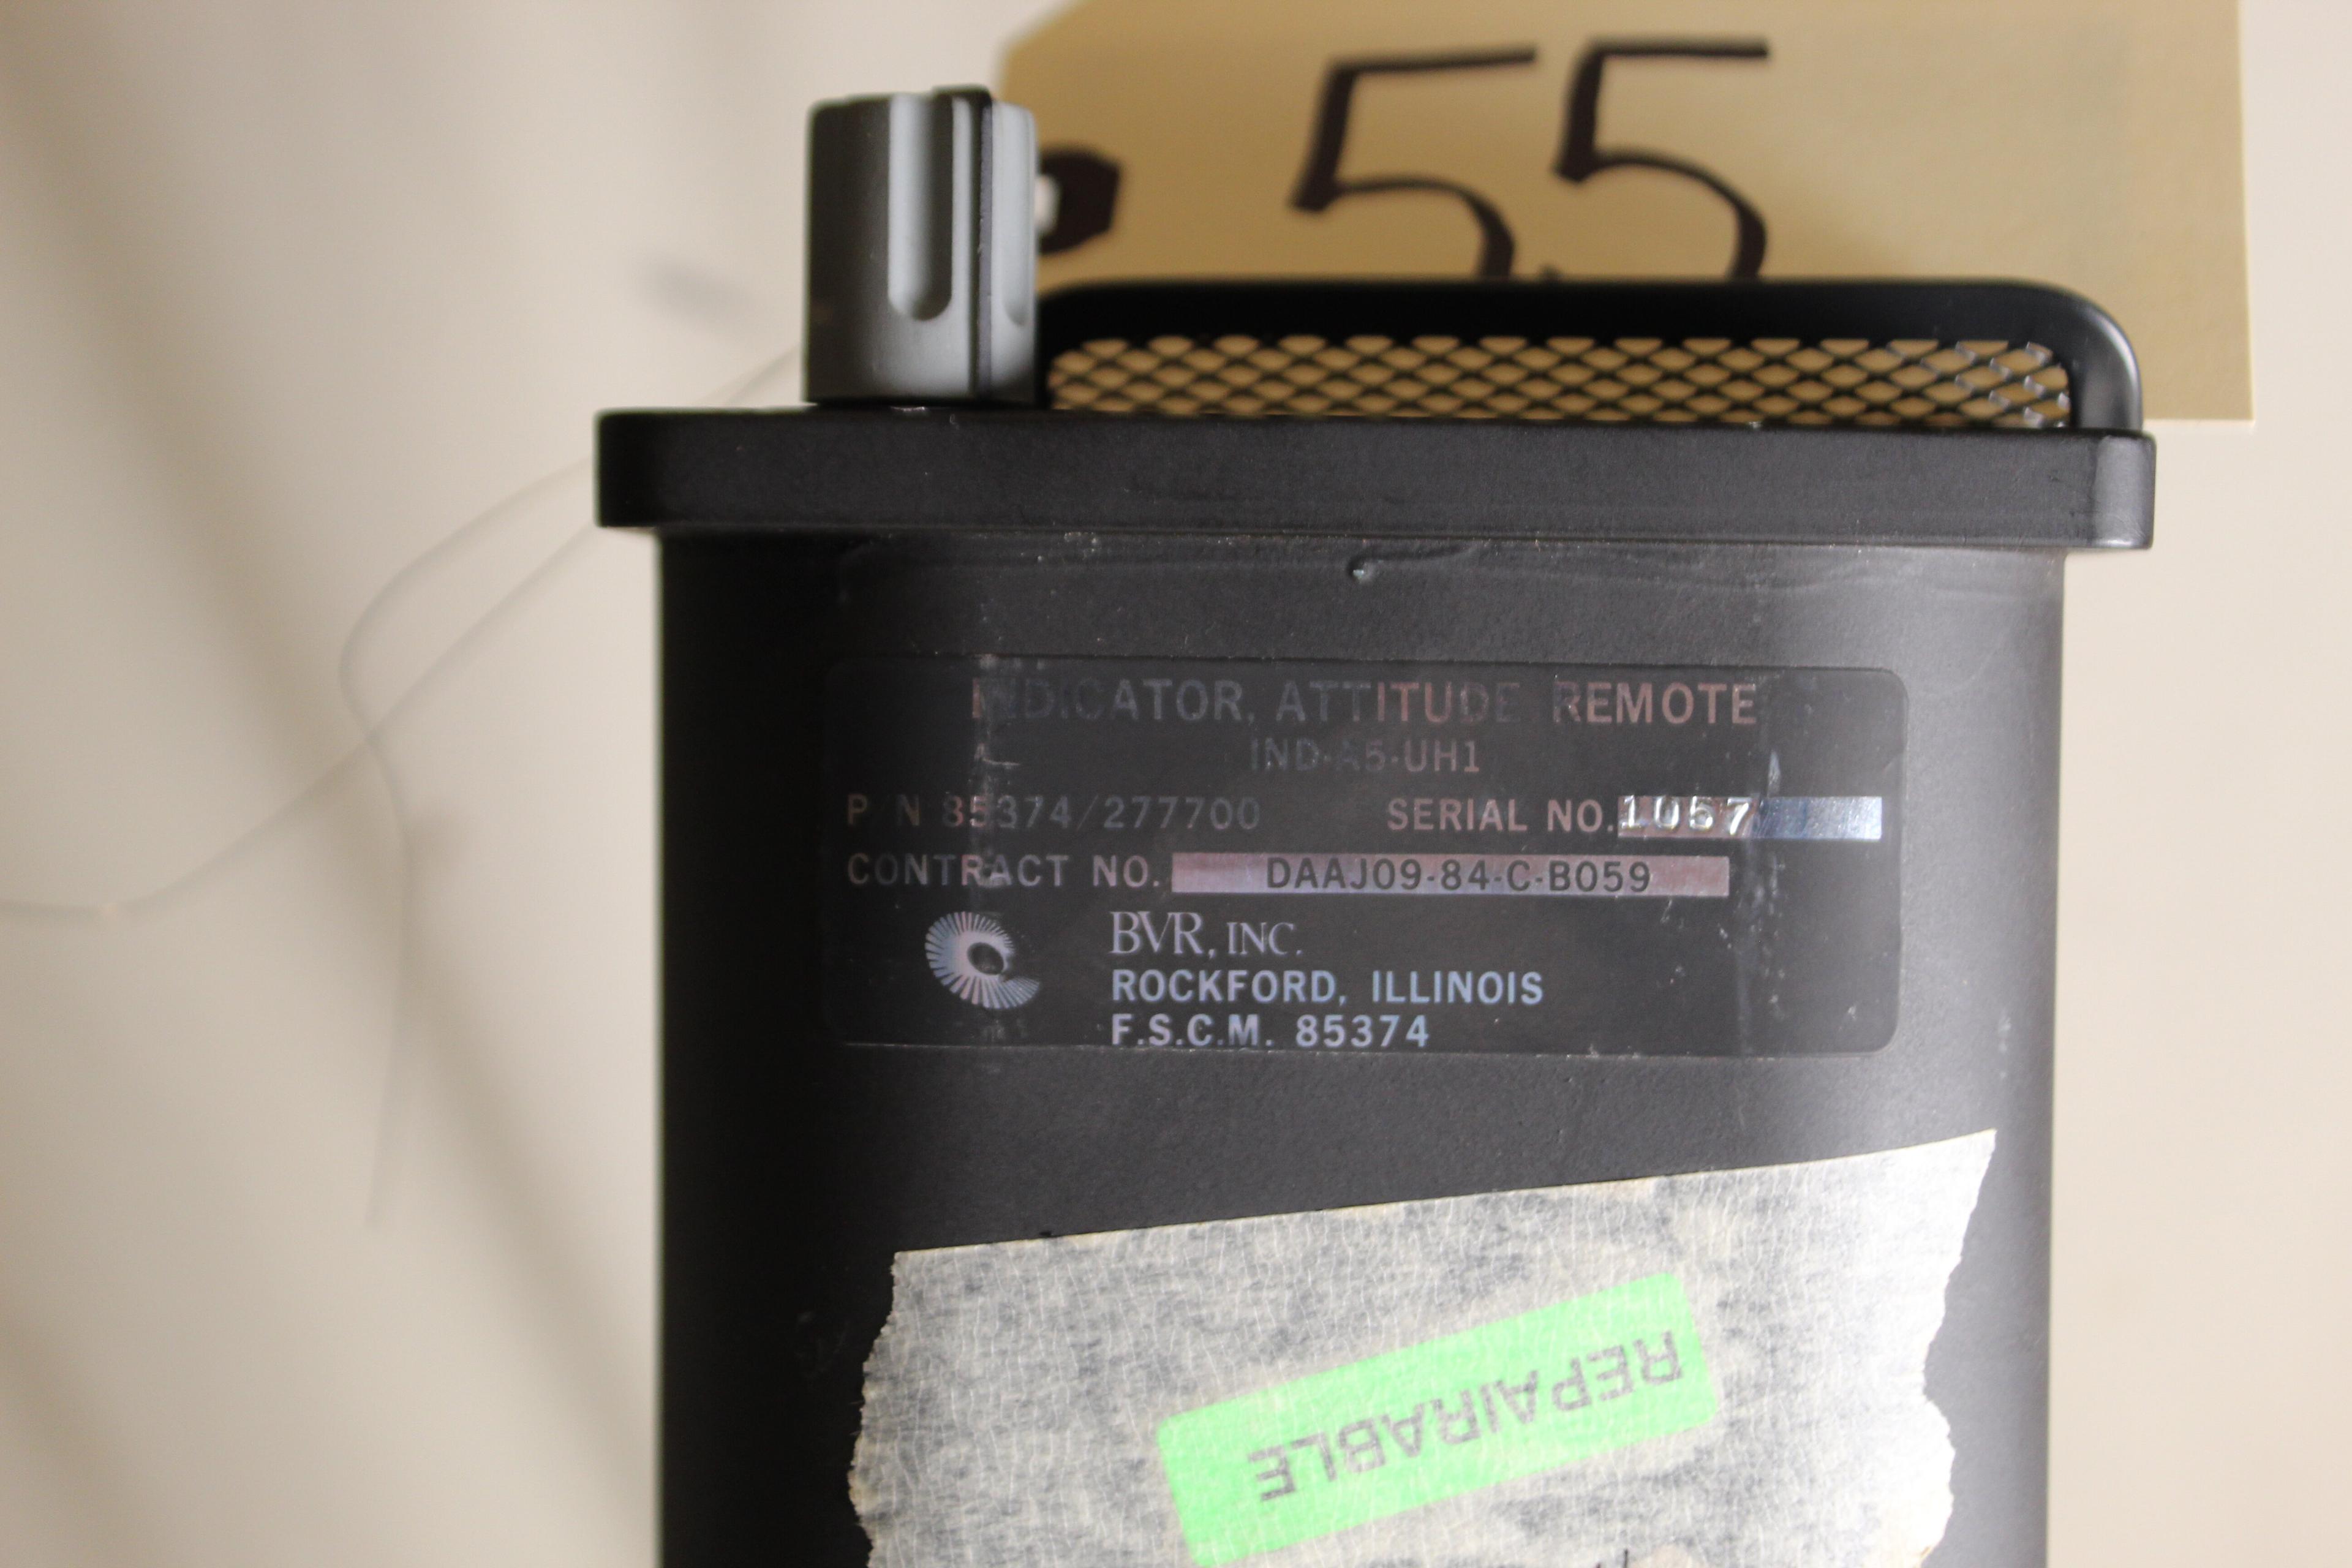 55
INDICATOR, ATTITUDE REMOTE
IND-A5-UH1
P/N 85374/277700 SERIAL NO. 1057
CONTRACT NO. DAAJ09-84-C-B059
BVR, INC.
ROCKFORD, ILLINOIS
F.S.C.M. 85374
REPAIRABLE